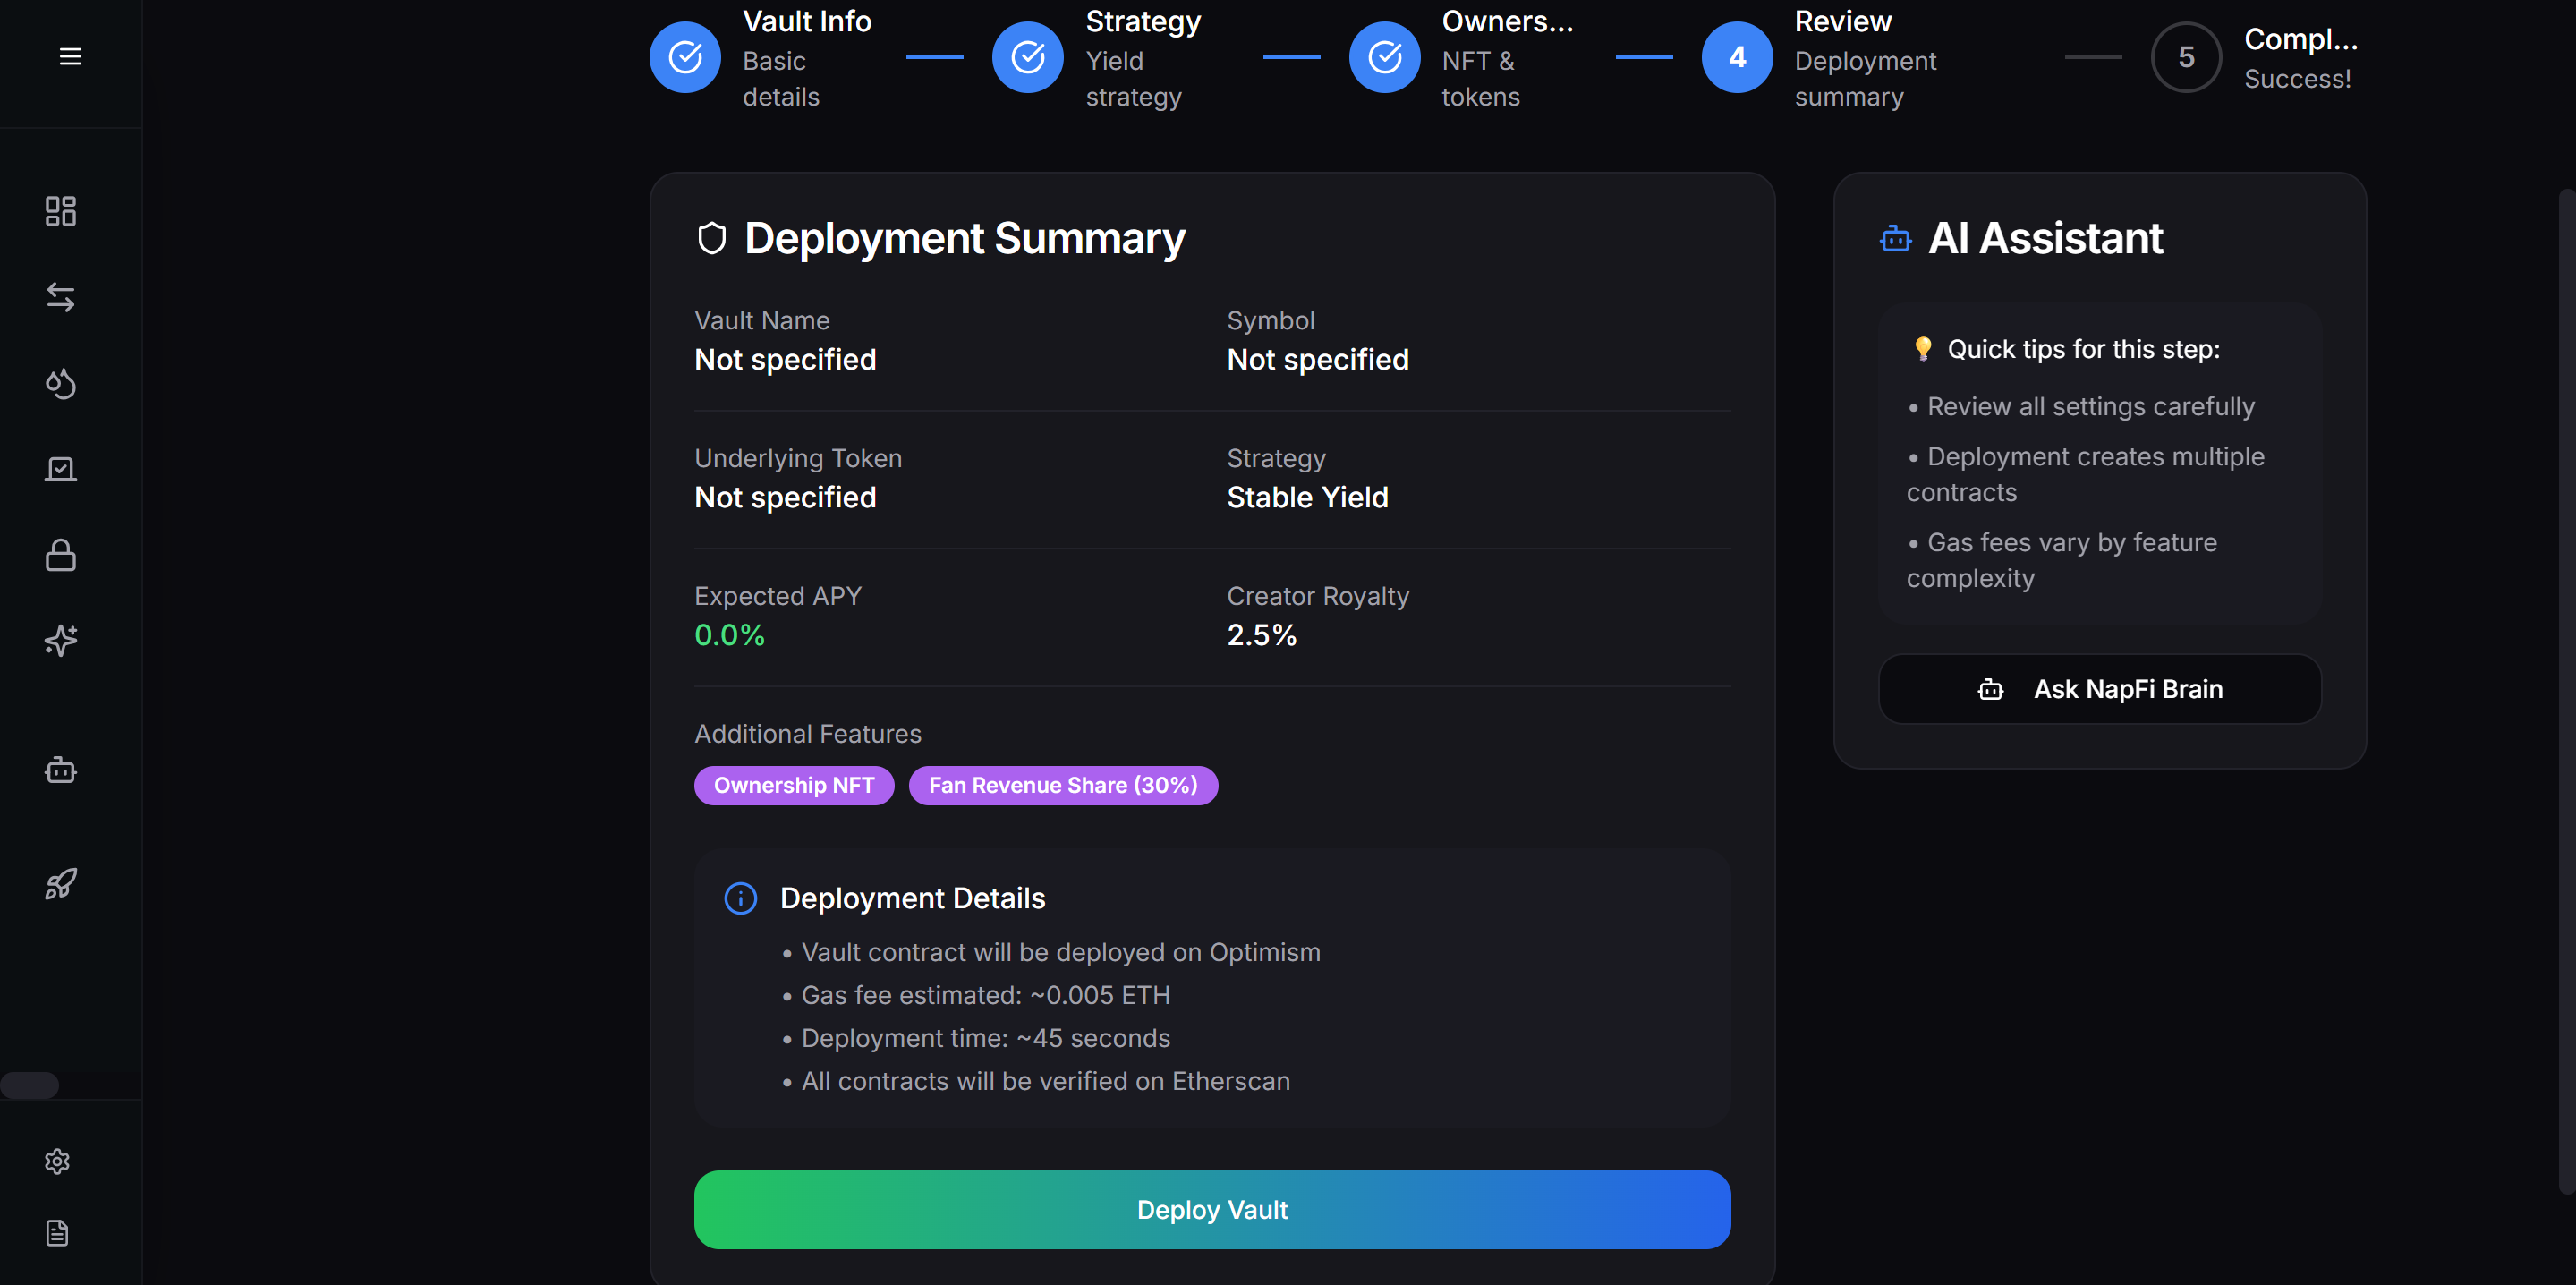 Vault Info
Basic
details
Strategy
Yield
strategy
Owners...
NFT &
tokens
4
Review
Deployment
summary
5
Compl...
Success!
Deployment Summary
Vault Name
Not specified
Symbol
Not specified
Underlying Token
Not specified
Strategy
Stable Yield
Expected APY
0.0%
Creator Royalty
2.5%
Additional Features
Ownership NFT
Fan Revenue Share (30%)
Deployment Details
• Vault contract will be deployed on Optimism
• Gas fee estimated: ~0.005 ETH
• Deployment time: ~45 seconds
• All contracts will be verified on Etherscan
Deploy Vault
AI Assistant
💡 Quick tips for this step:
• Review all settings carefully
• Deployment creates multiple
contracts
• Gas fees vary by feature
complexity
Ask NapFi Brain